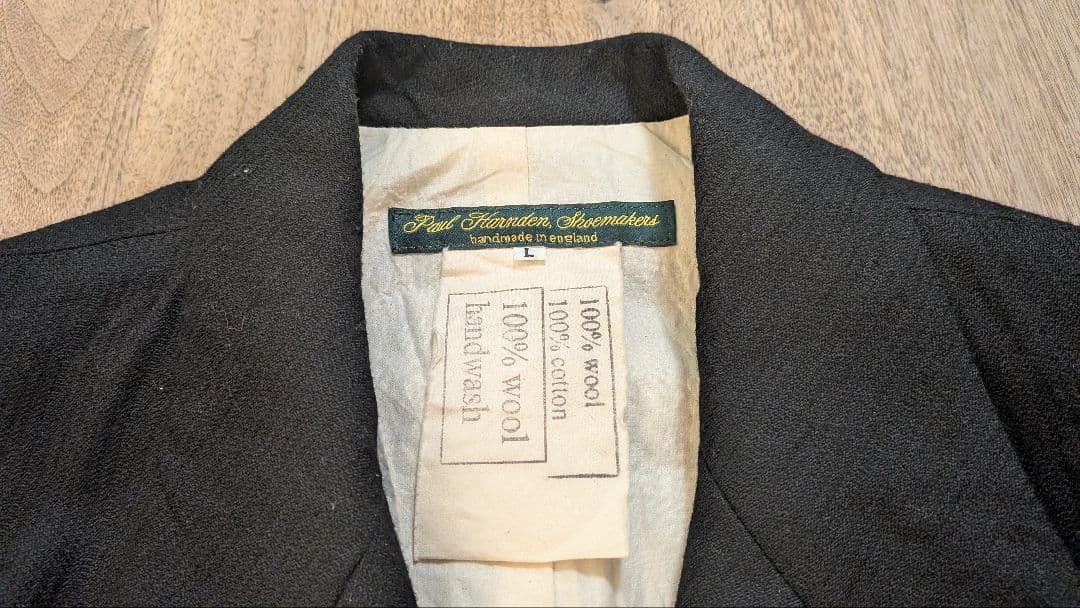 Paul Harnden, Shoemakers
handmade in england
L
100% wool
100% cotton
100% wool
handwash